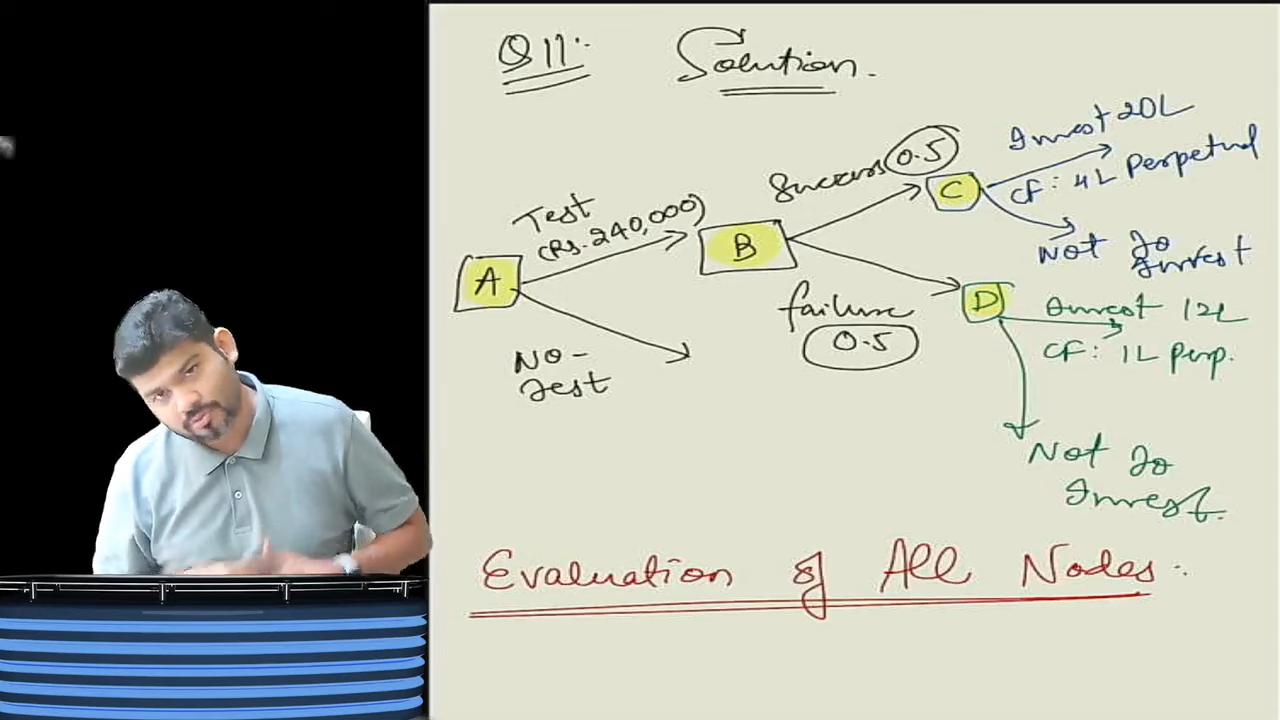 Q11: Solution.
Test
(Rs. 240,000)
A
No-
Test
B
Success 0.5
failure
0.5
C
Invest 20L
CF: 4L Perpetual
Not To
Invest
D
Invest 12L
CF: 1L Perp.
Not To
Invest.
Evaluation of All Nodes.